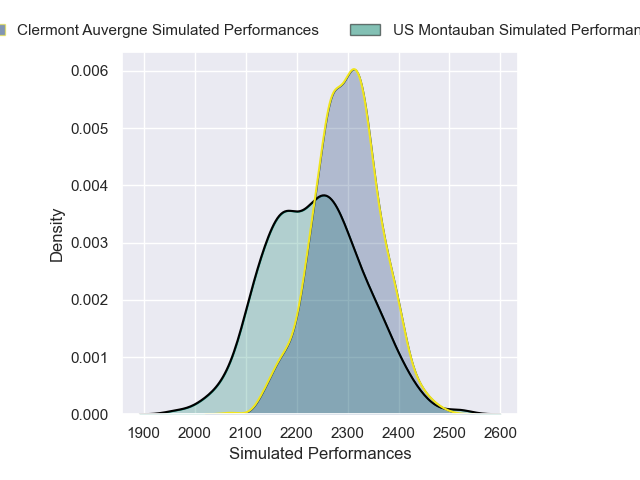 Clermont Auvergne Simulated Performances US Montauban Simulated
0.006
0.005
0.004
0.003
0.002
0.001
0.000
Density
1900 2000 2100 2200 2300 2400 2500 2600
Simulated Performances